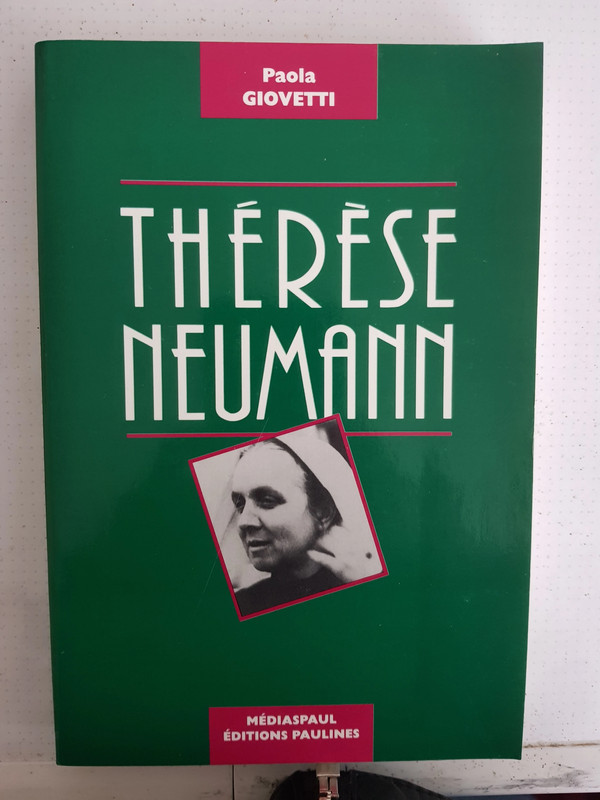 Paola
GIOVETTI
THÉRÈSE
NEUMANN
MÉDIASPAUL
ÉDITIONS PAULINES